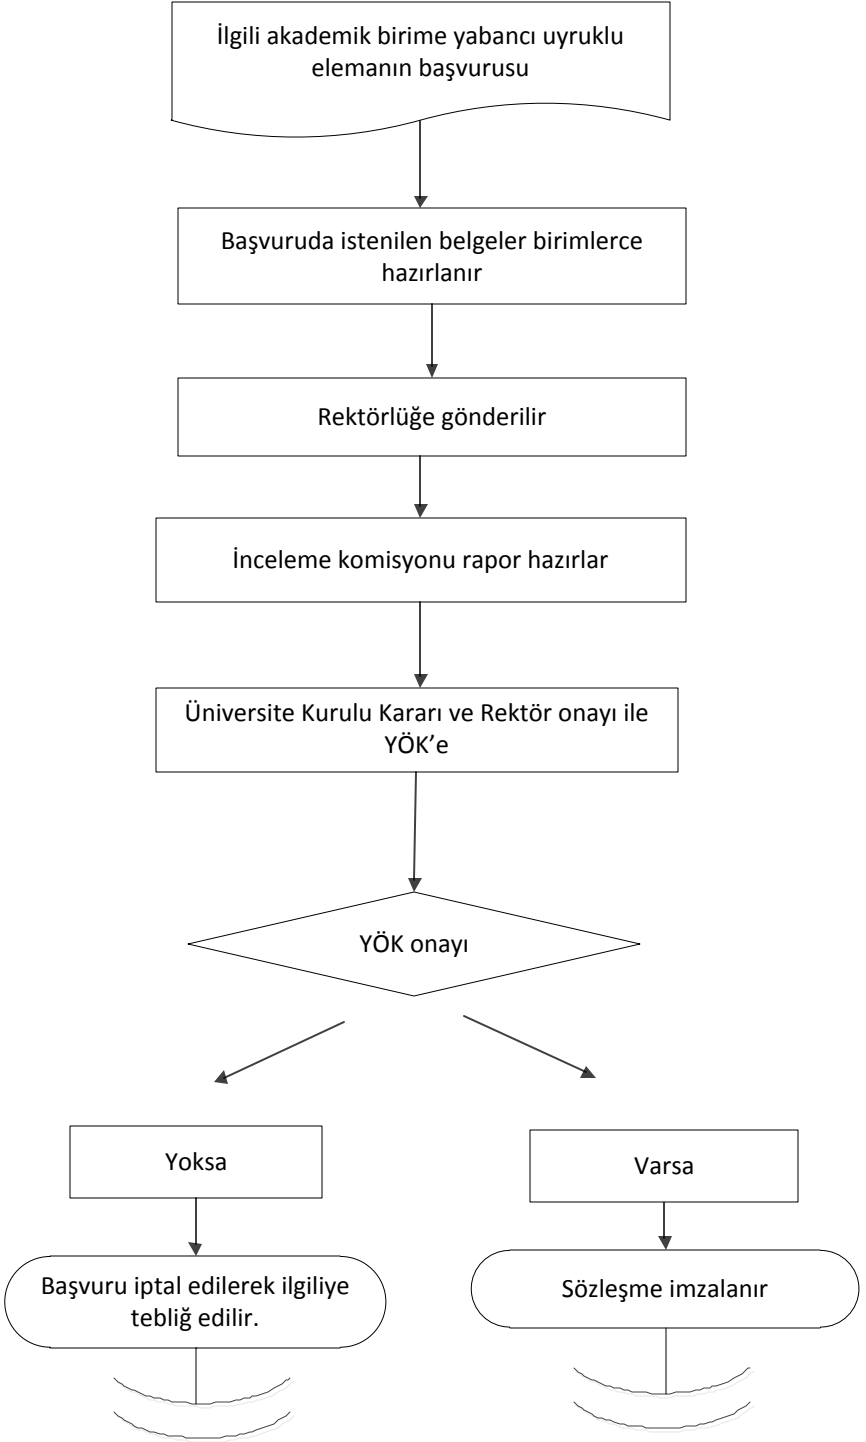 İlgili akademik birime yabancı uyruklu
elemanın başvurusu
Başvuruda istenilen belgeler birimlerce
hazırlanır
Rektörlüğe gönderilir
İnceleme komisyonu rapor hazırlar
Üniversite Kurulu Kararı ve Rektör onayı ile
YÖK’e
YÖK onayı
Yoksa
Varsa
Başvuru iptal edilerek ilgiliye
tebliğ edilir.
Sözleşme imzalanır